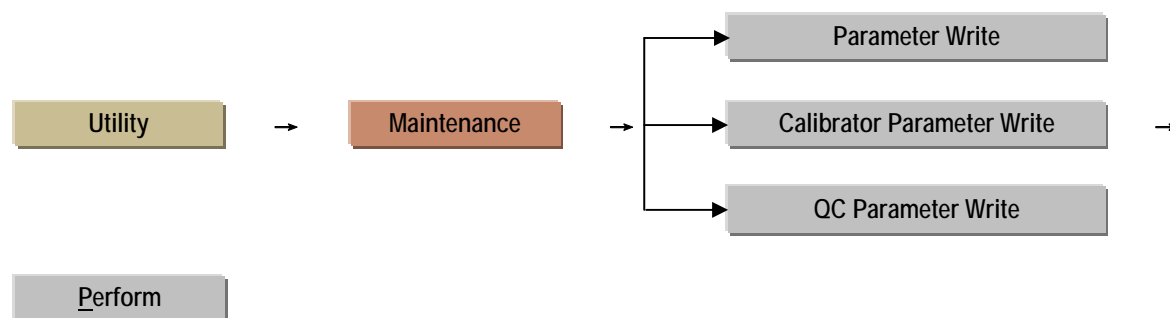 Utility
Maintenance
Parameter Write
Calibrator Parameter Write
QC Parameter Write
Perform